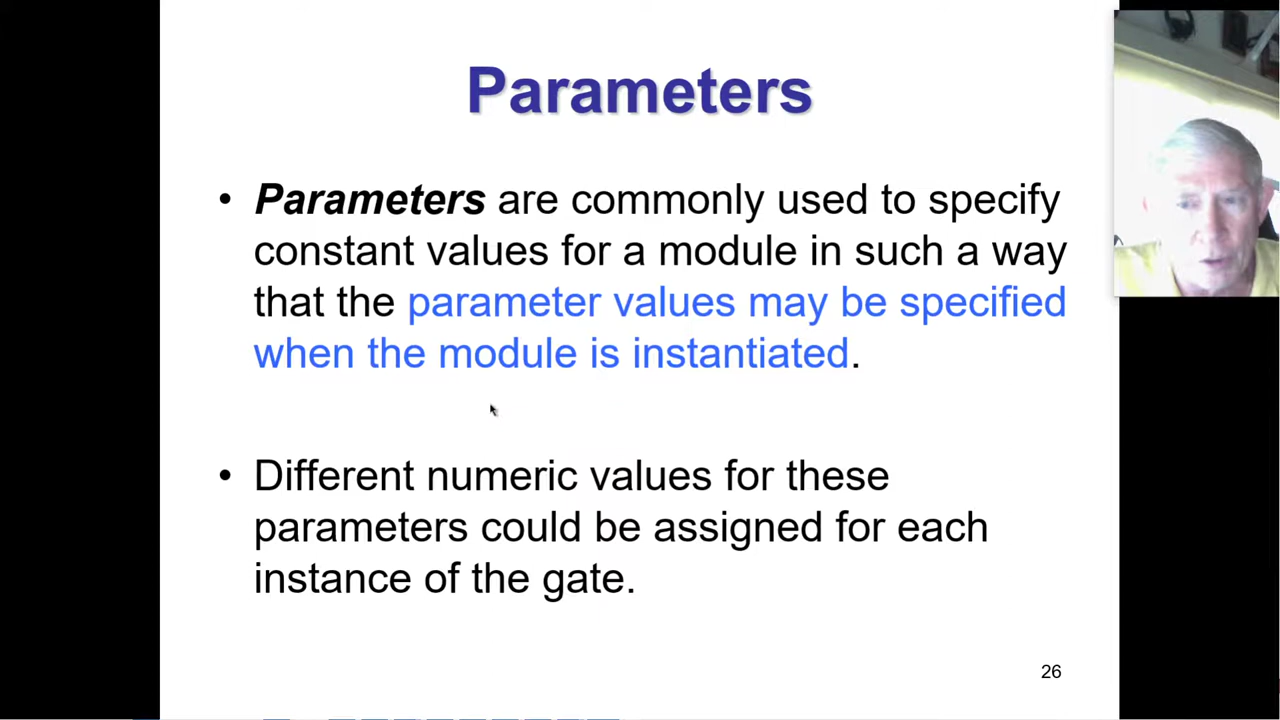 Parameters
• Parameters are commonly used to specify
constant values for a module in such a way
that the parameter values may be specified
when the module is instantiated.
• Different numeric values for these
parameters could be assigned for each
instance of the gate.
26